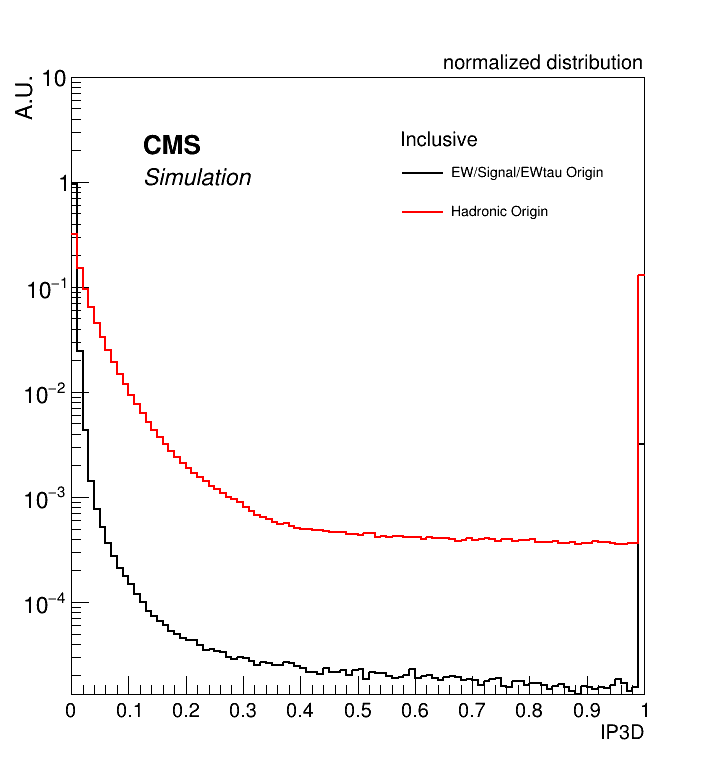 normalized distribution
A.U.
10
CMS
Inclusive
Simulation
EW/Signal/EWtau Origin
1
Hadronic Origin
10⁻¹
10⁻²
10⁻³
10⁻⁴
0 0.1 0.2 0.3 0.4 0.5 0.6 0.7 0.8 0.9 1
IP3D